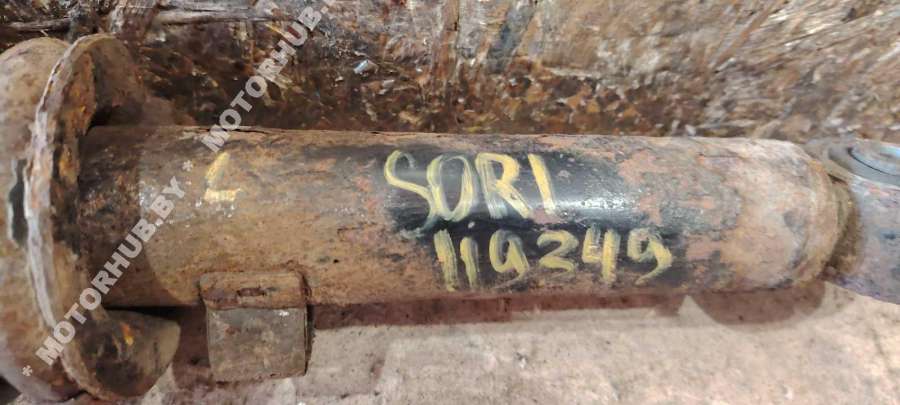 * MOTORHUB.BY * MOTORHUB.BY
L
SORI
119249